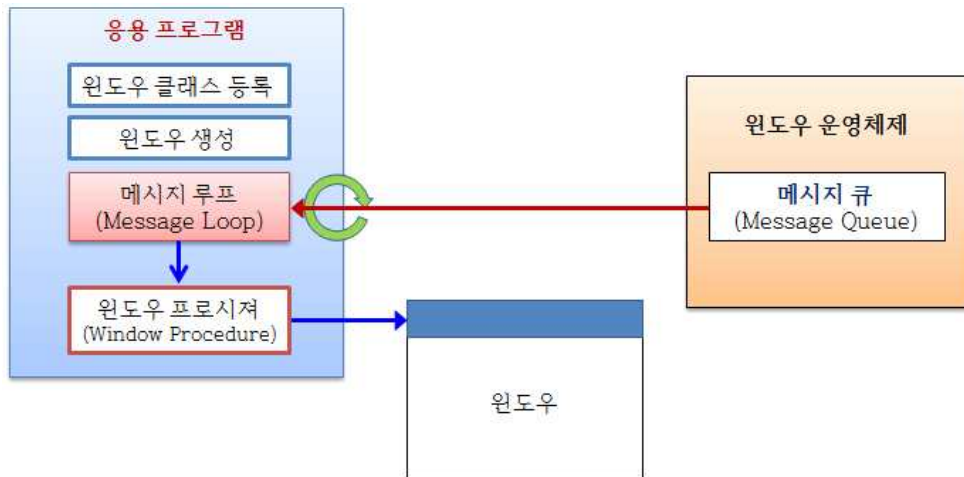 응용 프로그램
윈도우 클래스 등록
윈도우 생성
메시지 루프
(Message Loop)
윈도우 프로시져
(Window Procedure)
윈도우 운영체제
메시지 큐
(Message Queue)
윈도우